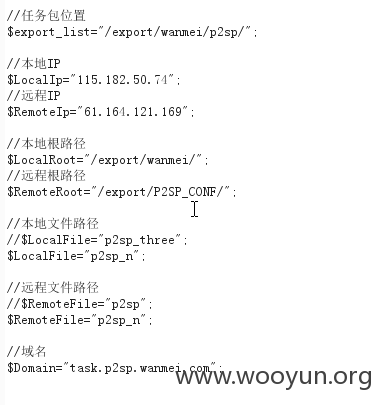 //任务包位置
$export_list="/export/wanmei/p2sp/";
//本地IP
$LocalIp="115.182.50.74";
//远程IP
$RemoteIp="61.164.121.169";
//本地根路径
$LocalRoot="/export/wanmei/";
//远程根路径
$RemoteRoot="/export/P2SP_CONF/";
//本地文件路径
//$LocalFile="p2sp_three";
$LocalFile="p2sp_n";
//远程文件路径
//$RemoteFile="p2sp";
$RemoteFile="p2sp_n";
//域名
$Domain="task.p2sp.wanmei.com";
www.wooyun.org